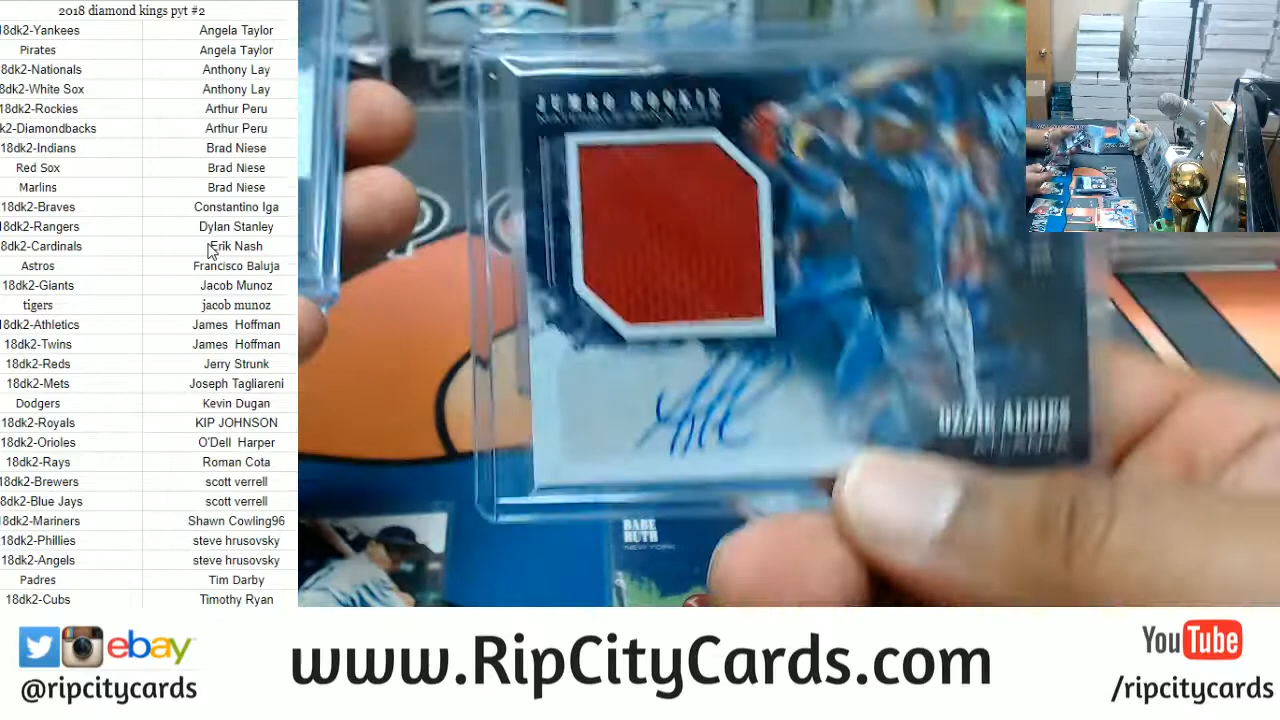 2018 diamond kings pyt #2
8dk2-Yankees Angela Taylor
Pirates Angela Taylor
8dk2-Nationals Anthony Lay
dk2-White Sox Anthony Lay
8dk2-Rockies Arthur Peru
k2-Diamondbacks Arthur Peru
18dk2-Indians Brad Niese
Red Sox Brad Niese
Marlins Brad Niese
18dk2-Braves Constantino Iga
18dk2-Rangers Dylan Stanley
8dk2-Cardinals Erik Nash
Astros Francisco Baluja
18dk2-Giants Jacob Munoz
tigers jacob munoz
18dk2-Athletics James Hoffman
18dk2-Twins James Hoffman
18dk2-Reds Jerry Strunk
18dk2-Mets Joseph Tagliareni
Dodgers Kevin Dugan
18dk2-Royals KIP JOHNSON
18dk2-Orioles O'Dell Harper
18dk2-Rays Roman Cota
18dk2-Brewers scott verrell
8dk2-Blue Jays scott verrell
8dk2-Mariners Shawn Cowling96
18dk2-Phillies steve hrusovsky
18dk2-Angels steve hrusovsky
Padres Tim Darby
18dk2-Cubs Timothy Ryan
JUMBO ROOKIE
OZZIE ALBIES
ATLANTA
BABE
RUTH
NEW YORK
ebay
@ripcitycards
www.RipCityCards.com
YouTube
/ripcitycards